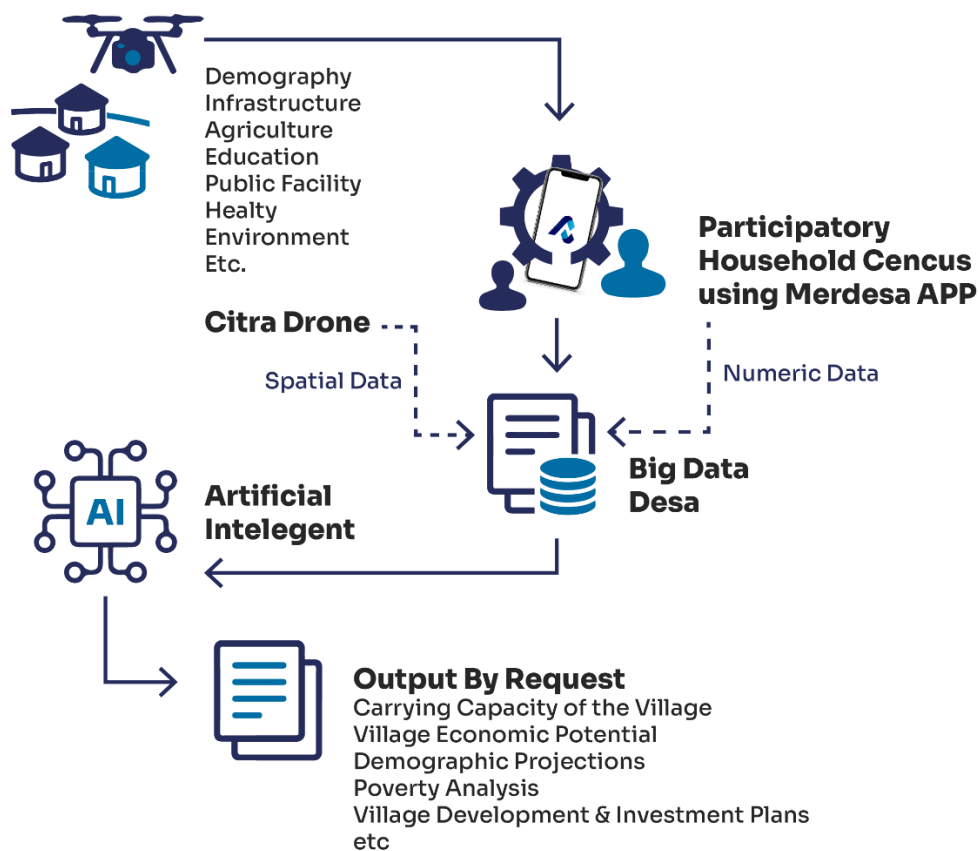 Demography
Infrastructure
Agriculture
Education
Public Facility
Healty
Environment
Etc.
Participatory
Household Cencus
using Merdesa APP
Citra Drone
Spatial Data
Numeric Data
Big Data
Desa
AI
Artificial
Intelegent
Output By Request
Carrying Capacity of the Village
Village Economic Potential
Demographic Projections
Poverty Analysis
Village Development & Investment Plans
etc